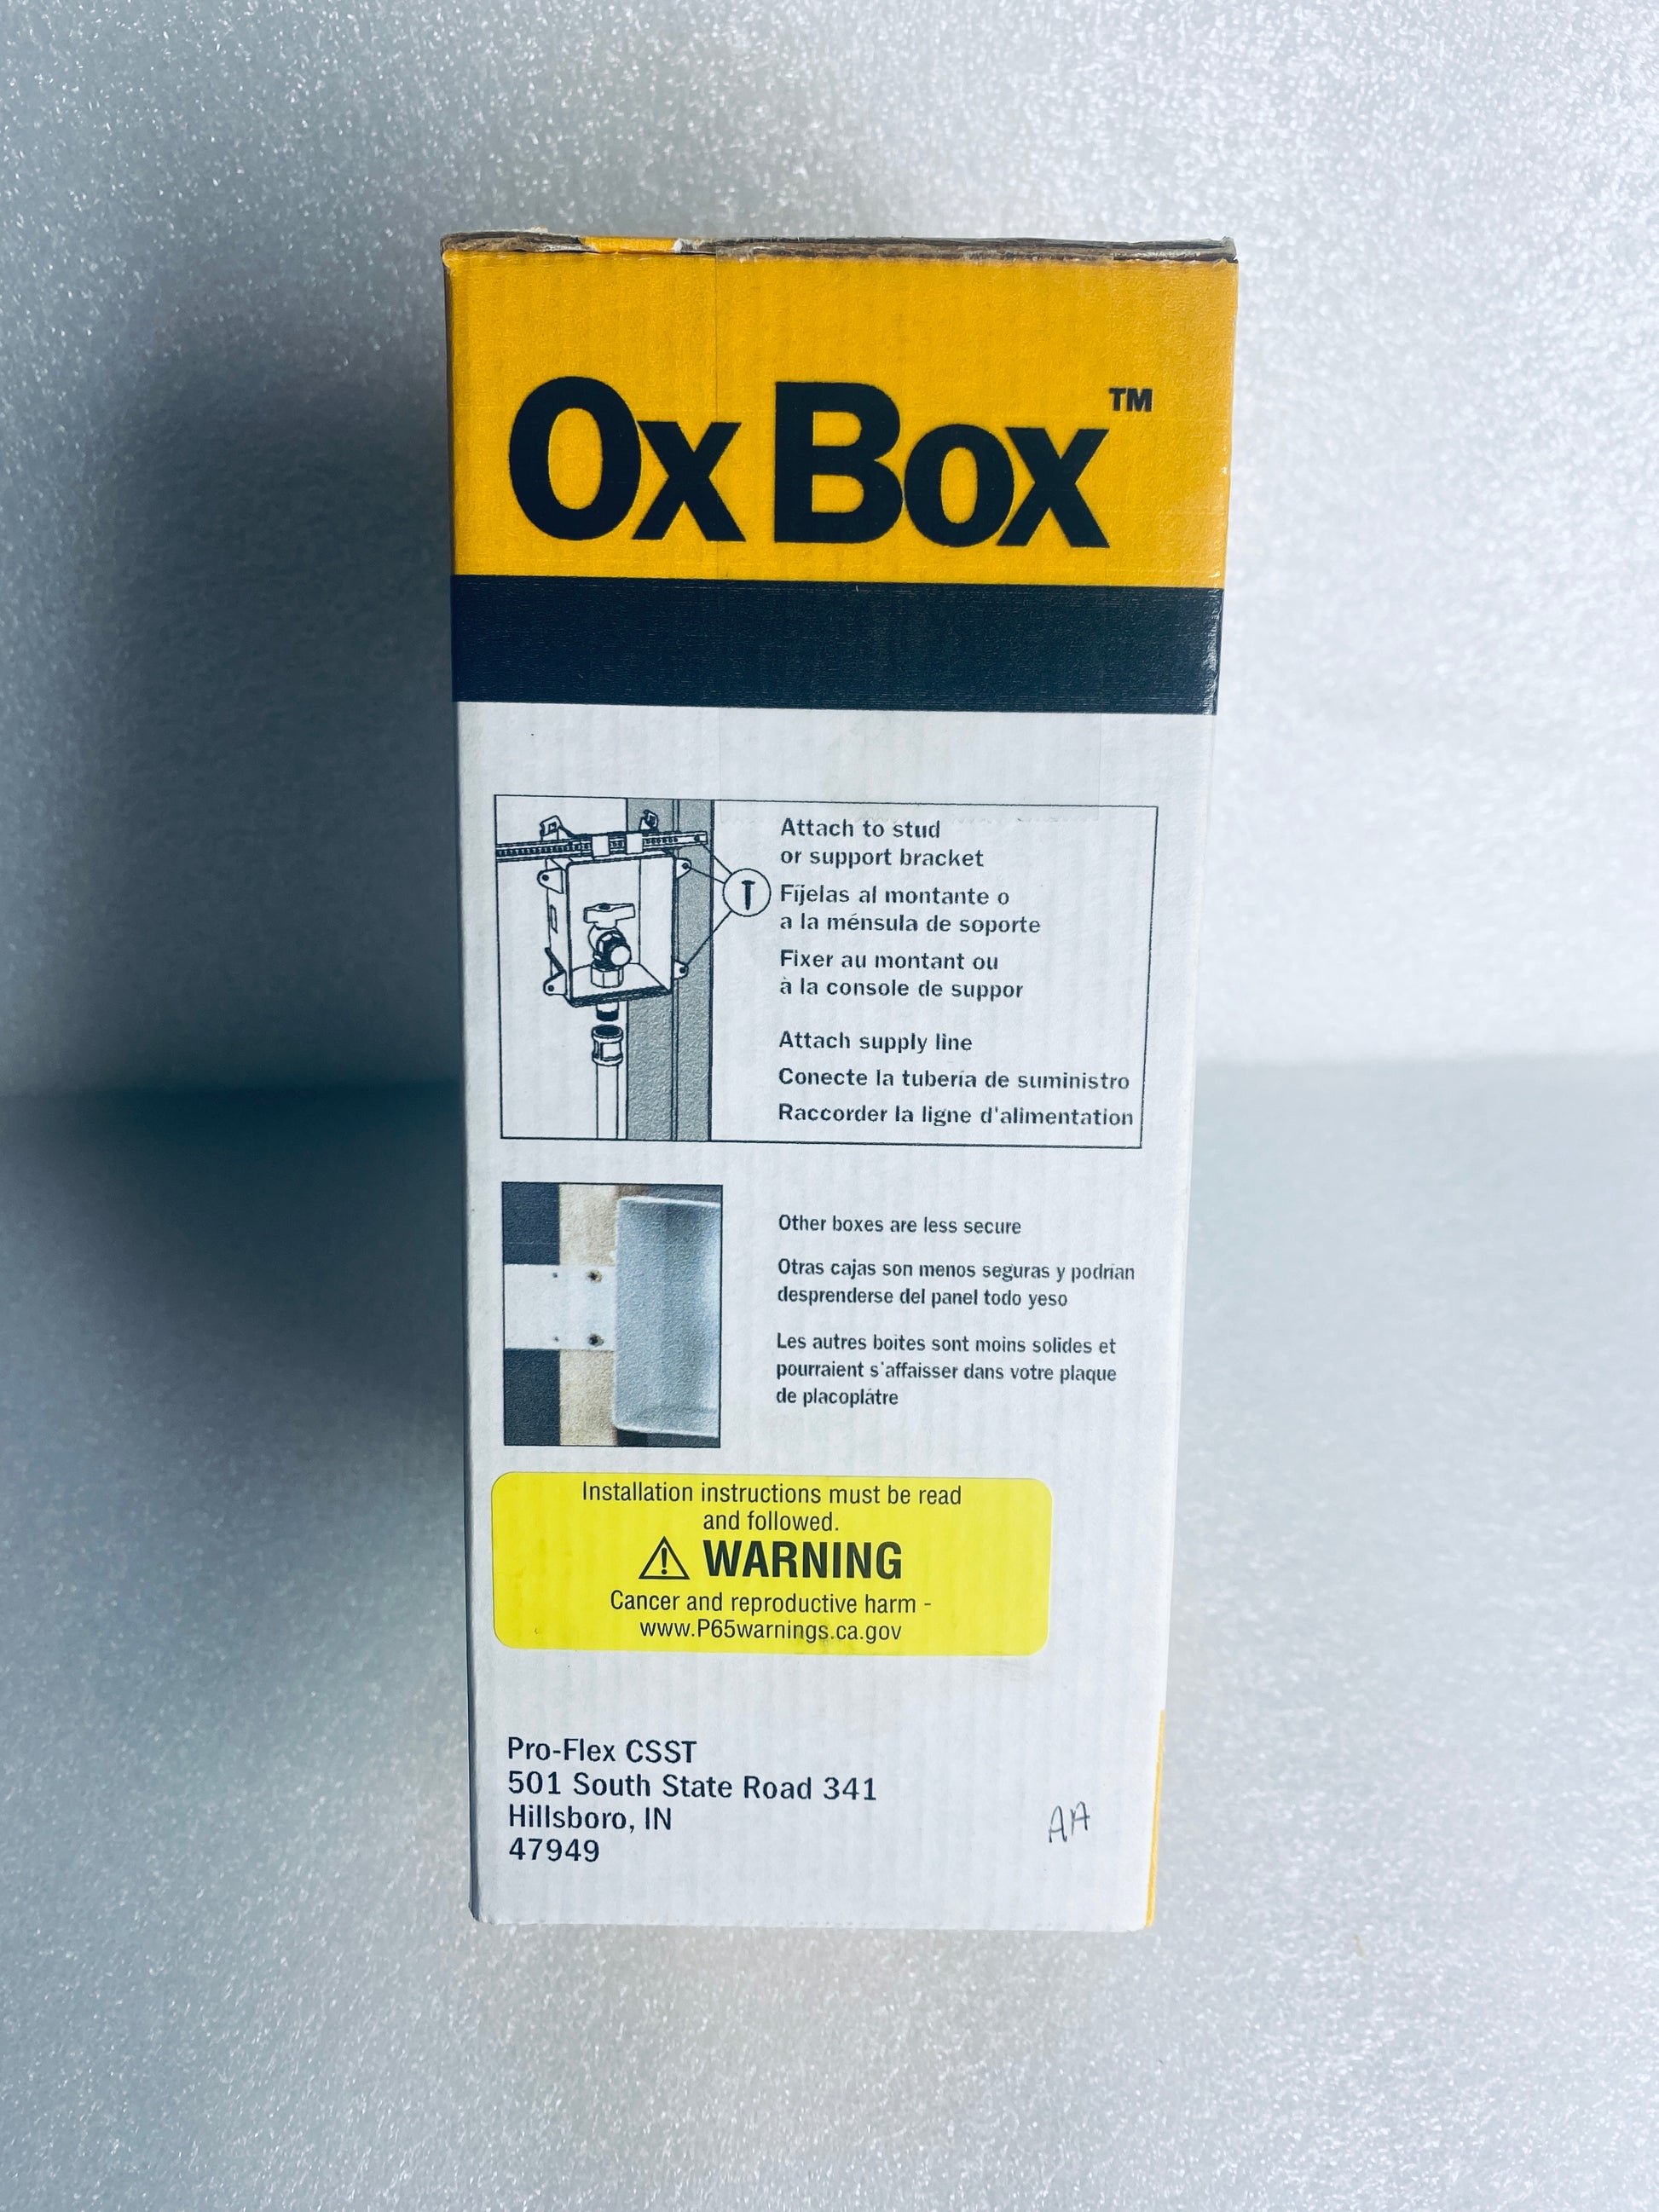 Ox Box™
Attach to stud
or support bracket
Fíjelas al montante o
a la ménsula de soporte
Fixer au montant ou
à la console de suppor
Attach supply line
Conecte la tubería de suministro
Raccorder la ligne d'alimentation
Other boxes are less secure
Otras cajas son menos seguras y podrían
desprenderse del panel todo yeso
Les autres boîtes sont moins solides et
pourraient s'affaisser dans votre plaque
de placoplâtre
Installation instructions must be read
and followed.
⚠ WARNING
Cancer and reproductive harm -
www.P65warnings.ca.gov
Pro-Flex CSST
501 South State Road 341
Hillsboro, IN
47949
AA